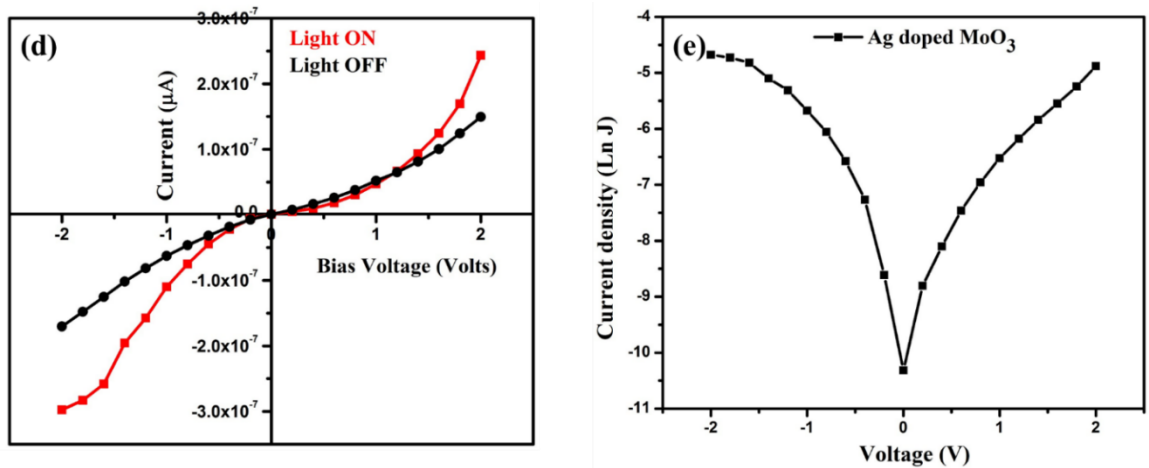 (d)
Light ON
Light OFF
Current (μA)
3.0x10⁻⁷
2.0x10⁻⁷
1.0x10⁻⁷
0.0
-1.0x10⁻⁷
-2.0x10⁻⁷
-3.0x10⁻⁷
-2 -1 0 1 2
Bias Voltage (Volts)
(e)
Ag doped MoO₃
Current density (Ln J)
-4
-5
-6
-7
-8
-9
-10
-11
-2 -1 0 1 2
Voltage (V)